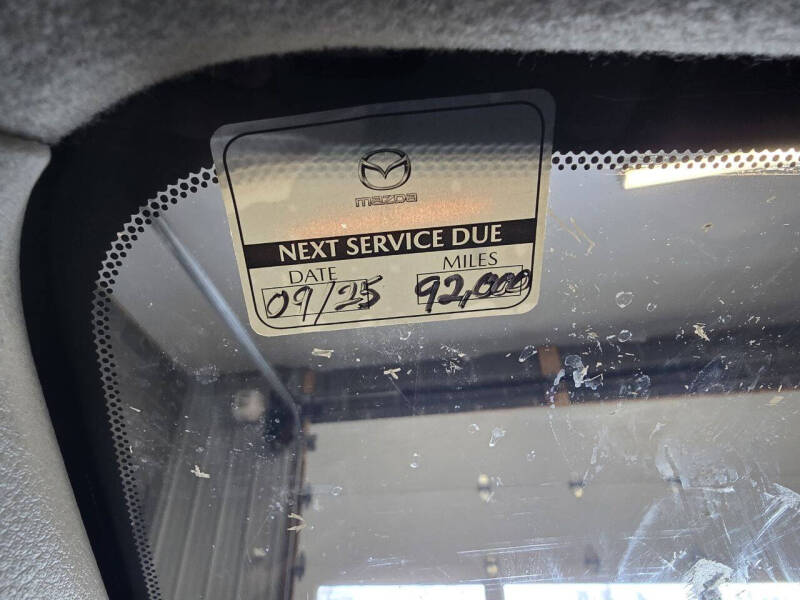 mazda
NEXT SERVICE DUE
DATE MILES
09/25 92,000